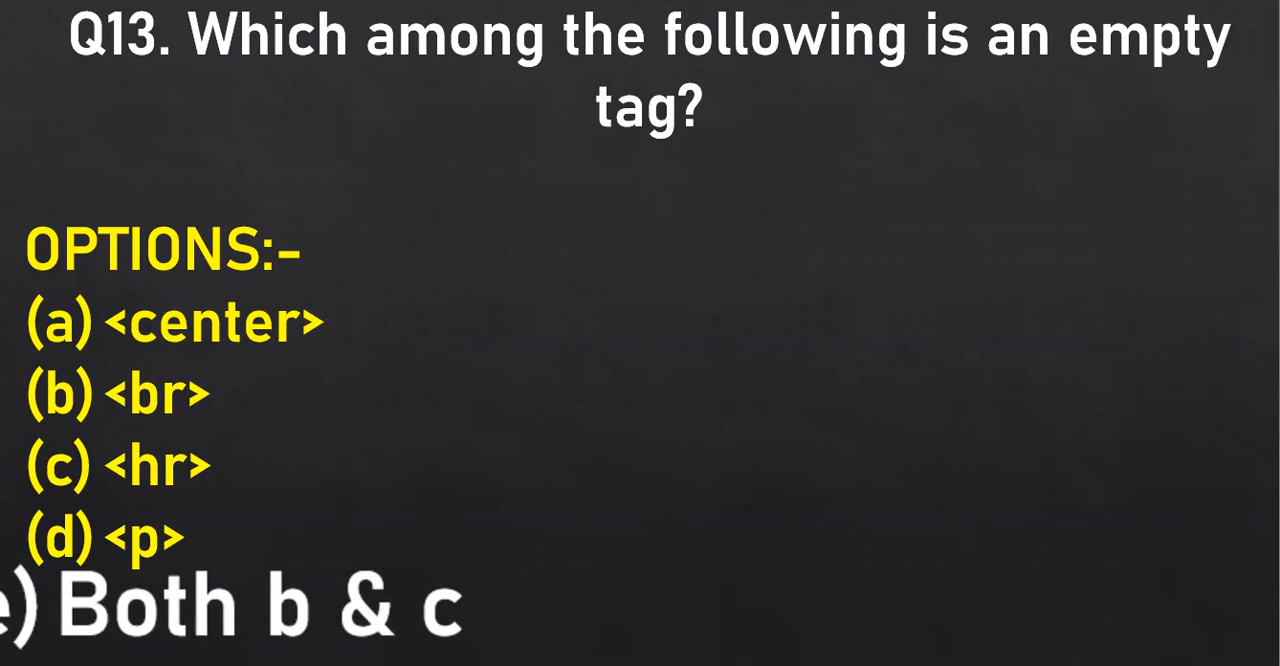 Q13. Which among the following is an empty
tag?
OPTIONS:-
(a) <center>
(b) <br>
(c) <hr>
(d) <p>
e) Both b & c